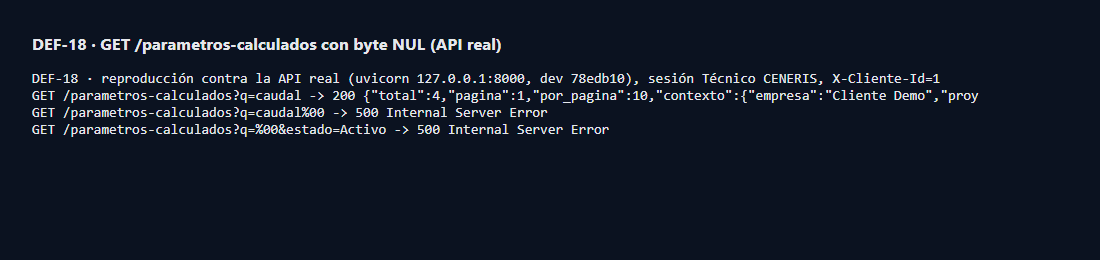 DEF-18 · GET /parametros-calculados con byte NUL (API real)
DEF-18 · reproducción contra la API real (uvicorn 127.0.0.1:8000, dev 78edb10), sesión Técnico CENERIS, X-Cliente-Id=1
GET /parametros-calculados?q=caudal -> 200 {"total":4,"pagina":1,"por_pagina":10,"contexto":{"empresa":"Cliente Demo","proy
GET /parametros-calculados?q=caudal%00 -> 500 Internal Server Error
GET /parametros-calculados?q=%00&estado=Activo -> 500 Internal Server Error